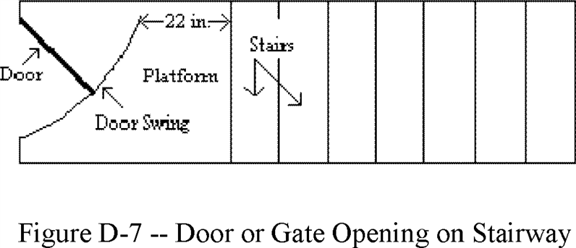 22 in.
Stairs
Door
Platform
Door Swing
Figure D-7 -- Door or Gate Opening on Stairway